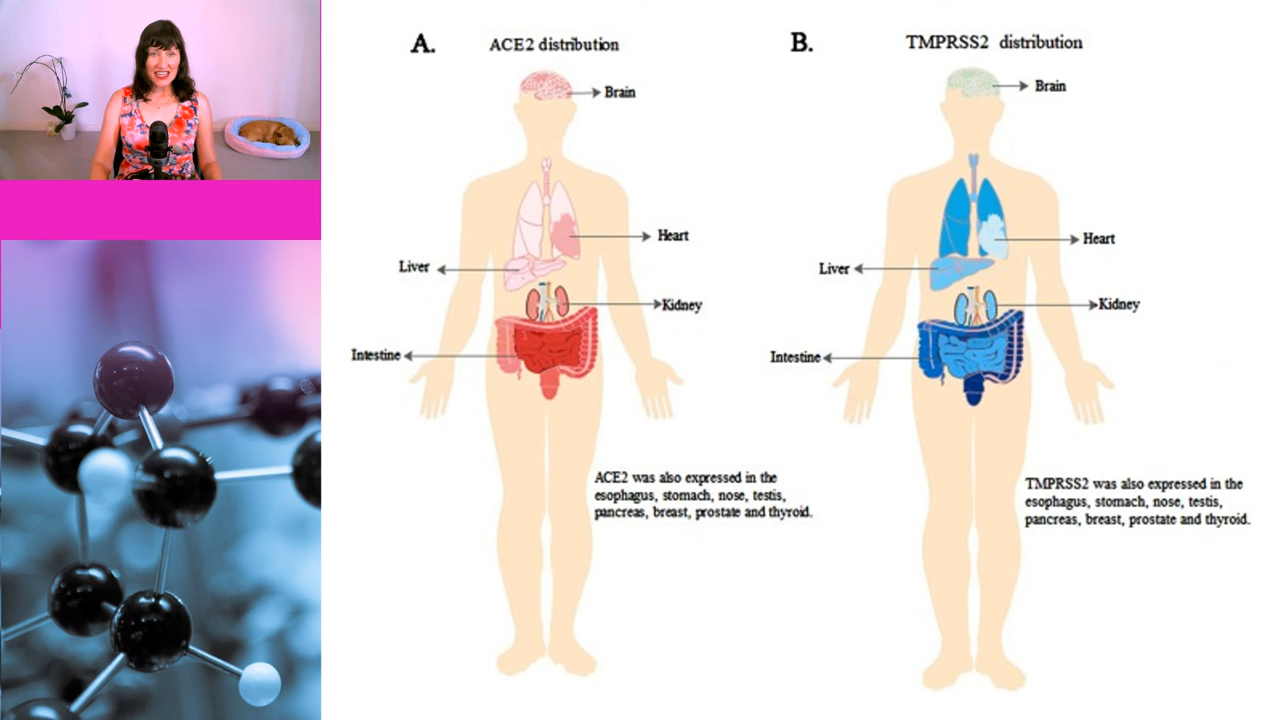 A.
ACE2 distribution
Brain
Heart
Liver
Kidney
Intestine
ACE2 was also expressed in the
esophagus, stomach, nose, testis,
pancreas, breast, prostate and thyroid.
B.
TMPRSS2 distribution
Brain
Heart
Liver
Kidney
Intestine
TMPRSS2 was also expressed in the
esophagus, stomach, nose, testis,
pancreas, breast, prostate and thyroid.